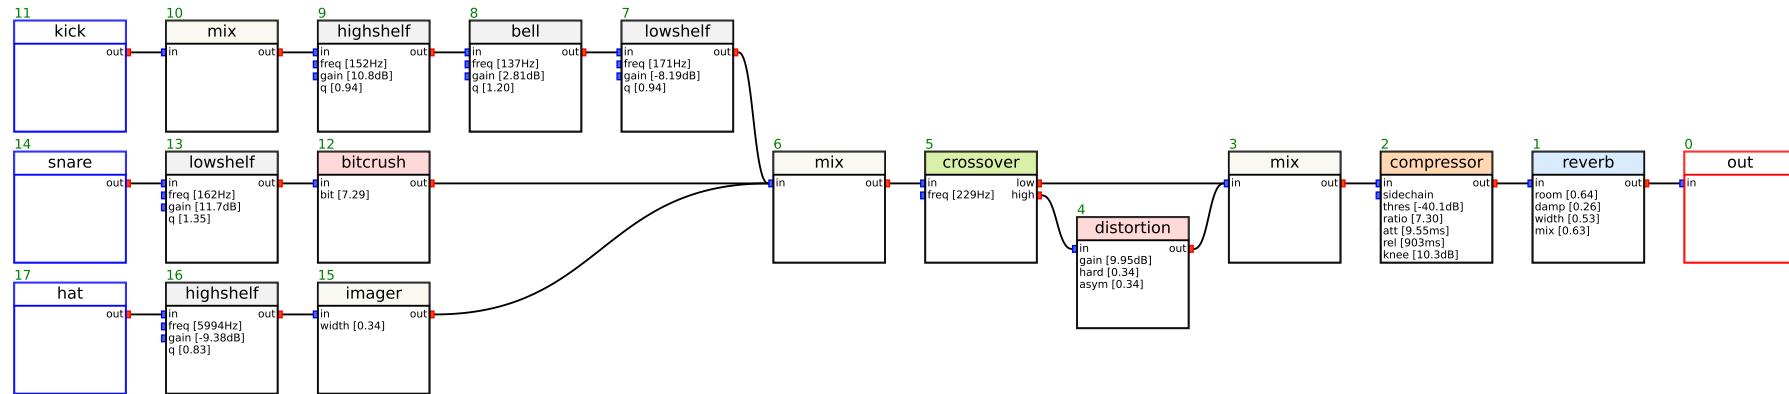 11
kick
out
10
mix
in out
9
highshelf
in out
freq [152Hz]
gain [10.8dB]
q [0.94]
8
bell
in out
freq [137Hz]
gain [2.81dB]
q [1.20]
7
lowshelf
in out
freq [171Hz]
gain [-8.19dB]
q [0.94]
14
snare
out
13
lowshelf
in out
freq [162Hz]
gain [11.7dB]
q [1.35]
12
bitcrush
in out
bit [7.29]
6
mix
in out
5
crossover
in low
freq [229Hz] high
4
distortion
in out
gain [9.95dB]
hard [0.34]
asym [0.34]
3
mix
in out
2
compressor
in out
sidechain
thres [-40.1dB]
ratio [7.30]
att [9.55ms]
rel [903ms]
knee [10.3dB]
1
reverb
in out
room [0.64]
damp [0.26]
width [0.53]
mix [0.63]
0
out
in
17
hat
out
16
highshelf
in out
freq [5994Hz]
gain [-9.38dB]
q [0.83]
15
imager
in out
width [0.34]